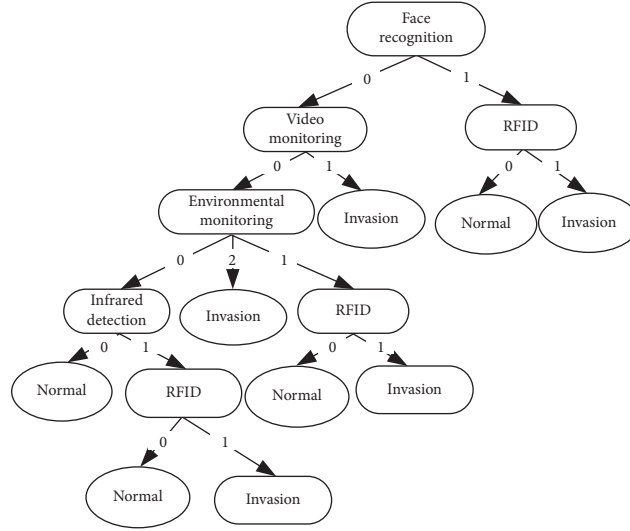 Face
recognition
0
1
Video
monitoring
RFID
0
1
0
1
Environmental
monitoring
Invasion
Normal
Invasion
0
2
1
Infrared
detection
Invasion
RFID
0
1
0
1
Normal
RFID
Normal
Invasion
0
1
Normal
Invasion